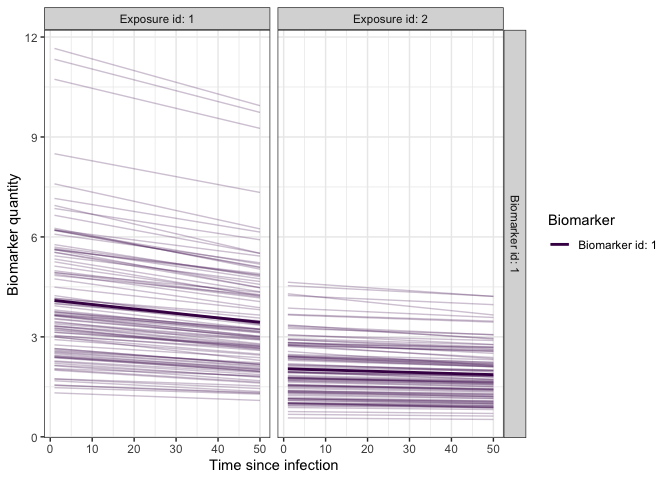 Exposure id: 1
Exposure id: 2
12
9
6
3
0
Biomarker quantity
Biomarker id: 1
0 10 20 30 40 50
0 10 20 30 40 50
Time since infection
Biomarker
Biomarker id: 1